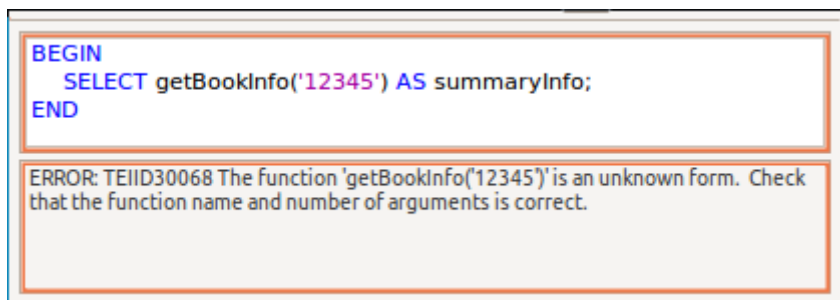 BEGIN
SELECT getBookInfo('12345') AS summaryInfo;
END
ERROR: TEIID30068 The function 'getBookInfo('12345')' is an unknown form.  Check
that the function name and number of arguments is correct.